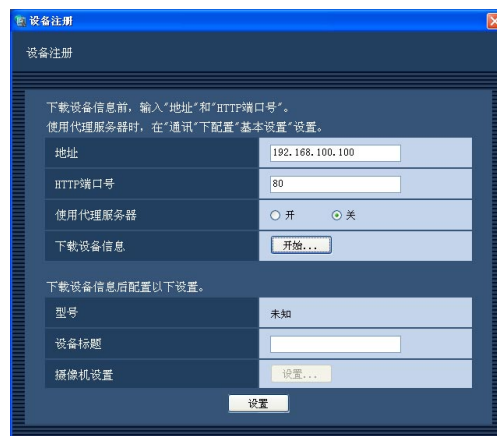 设备注册
设备注册
下载设备信息前，输入"地址"和"HTTP端口号"。
使用代理服务器时，在"通讯"下配置"基本设置"设置。
地址 192.168.100.100
HTTP端口号 80
使用代理服务器 开 关
下载设备信息 开始...
下载设备信息后配置以下设置。
型号 未知
设备标题
摄像机设置 设置...
设置